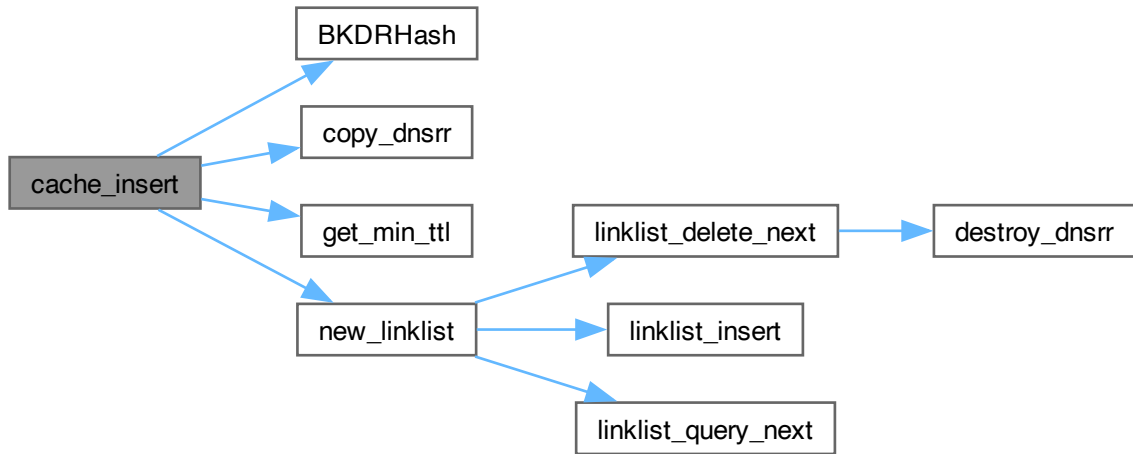 BKDRHash
copy_dnsrr
cache_insert
get_min_ttl
linklist_delete_next
destroy_dnsrr
new_linklist
linklist_insert
linklist_query_next